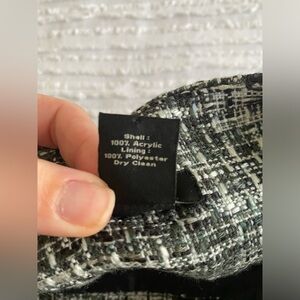 Shell :
100% Acrylic
Lining :
100% Polyester
Dry Clean